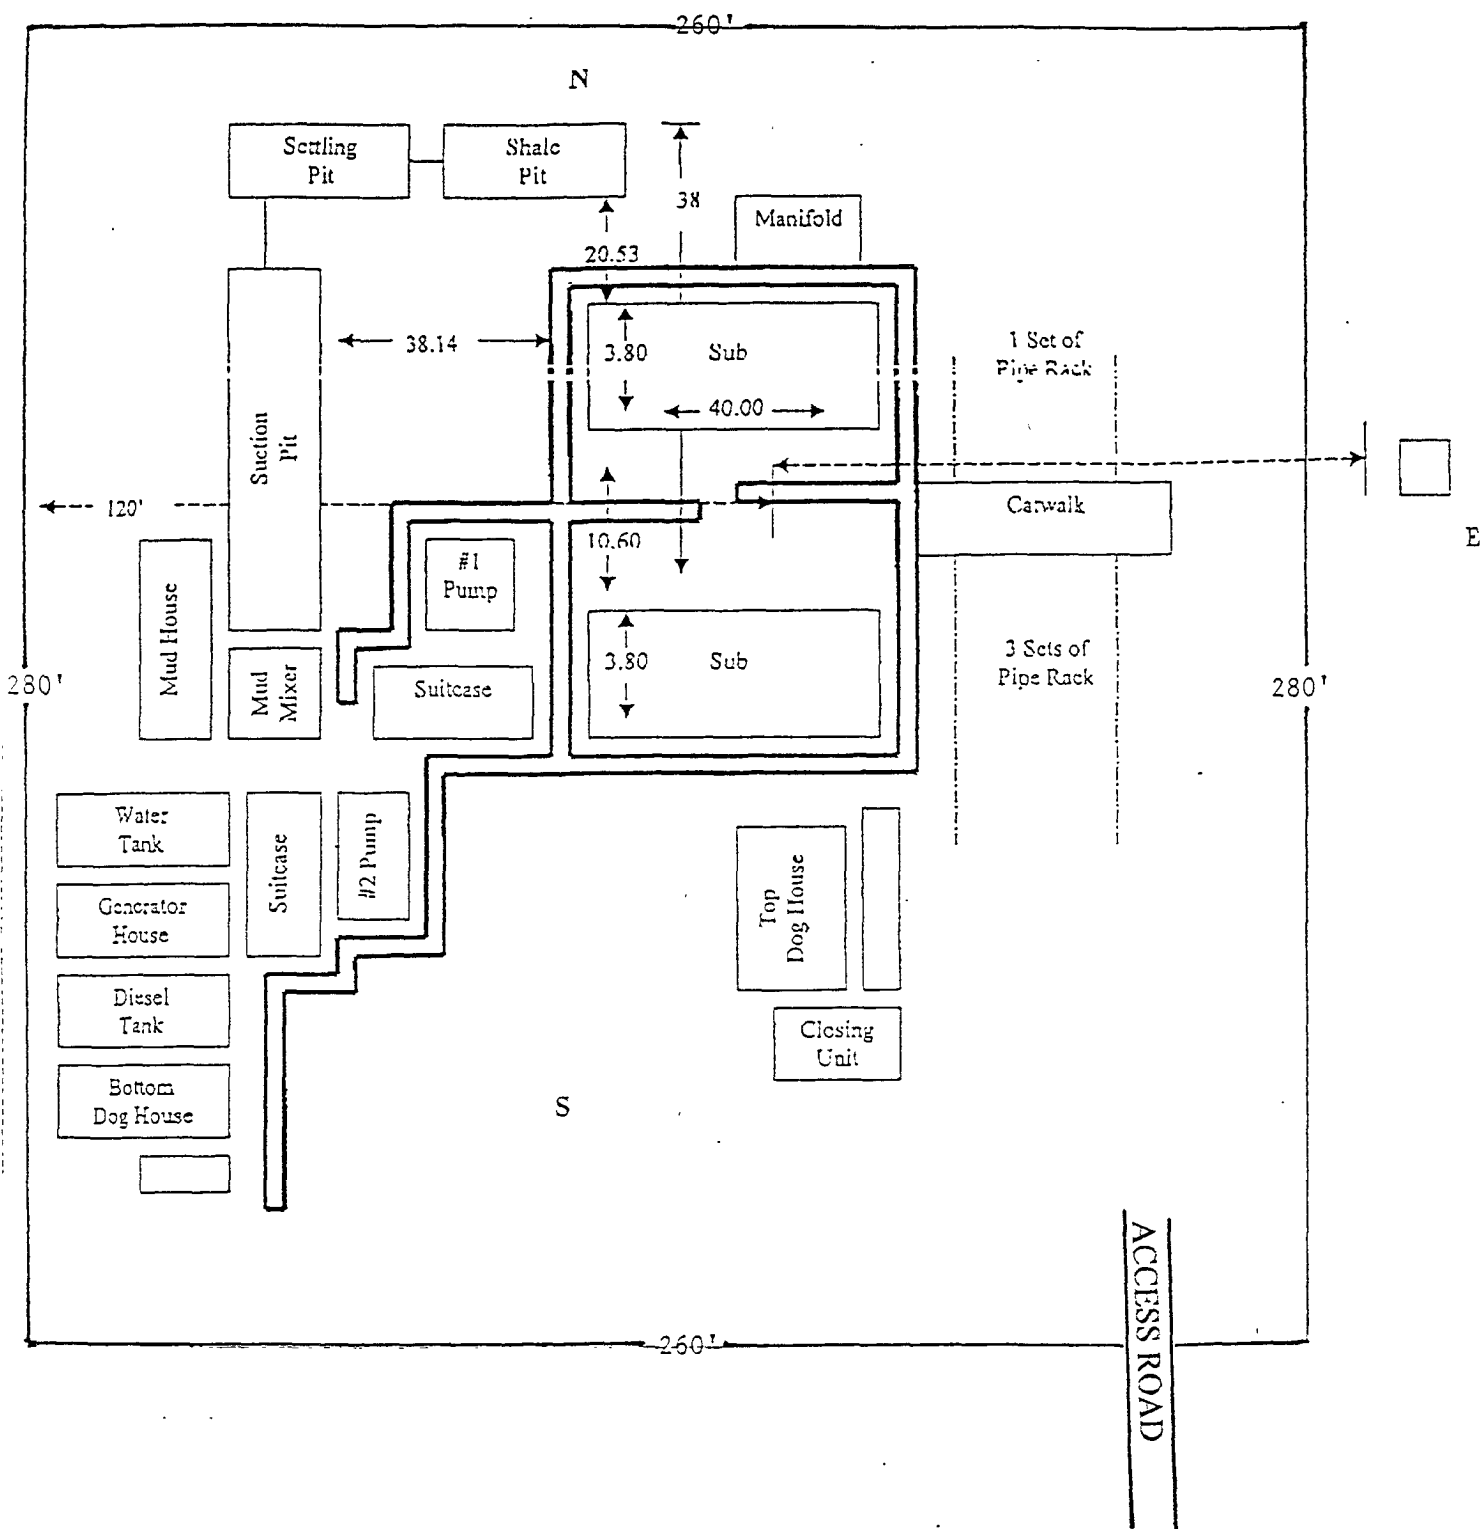 260'
N
Settling
Pit
Shale
Pit
38
Manifold
20.53
38.14
3.80
Sub
40.00
1 Set of
Pipe Rack
Suction
Pit
120'
10.60
Catwalk
E
#1
Pump
Mud House
Mud
Mixer
Suitcase
3.80
Sub
3 Sets of
Pipe Rack
280'
280'
Water
Tank
Suitcase
#2 Pump
Generator
House
Top
Dog House
Diesel
Tank
Closing
Unit
Bottom
Dog House
S
ACCESS ROAD
260'